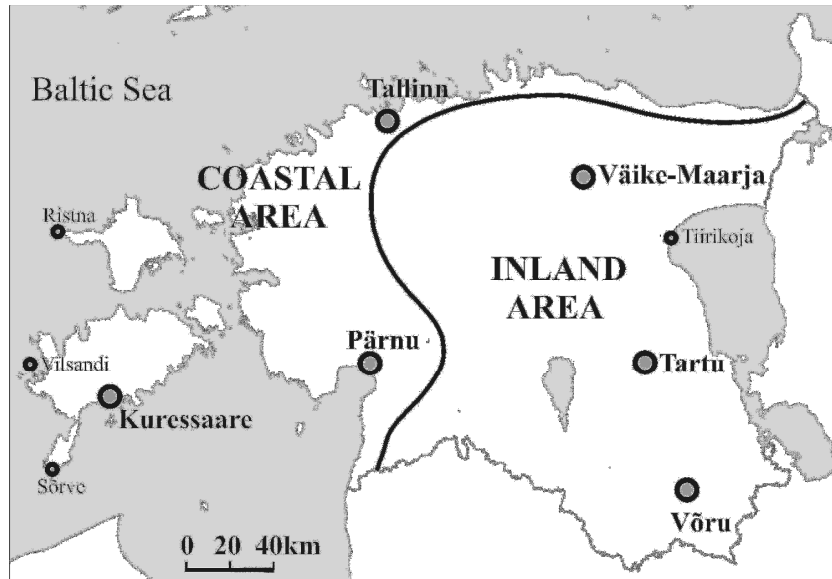 Baltic Sea
Tallinn
COASTAL
AREA
Väike-Maarja
Ristna
Tiirikoja
INLAND
AREA
Pärnu
Vilsandi
Tartu
Kuressaare
Sõrve
Võru
0 20 40km